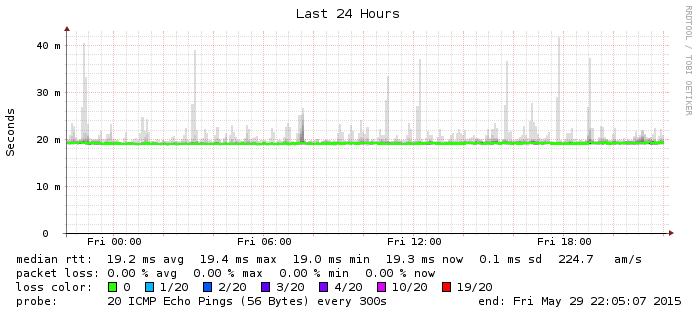 Last 24 Hours
RRDTOOL / TOBI OETIKER
Seconds
40 m
30 m
20 m
10 m
0
Fri 00:00 Fri 06:00 Fri 12:00 Fri 18:00
median rtt: 19.2 ms avg 19.4 ms max 19.0 ms min 19.3 ms now 0.1 ms sd 224.7 am/s
packet loss: 0.00 % avg 0.00 % max 0.00 % min 0.00 % now
loss color: 0 1/20 2/20 3/20 4/20 10/20 19/20
probe: 20 ICMP Echo Pings (56 Bytes) every 300s end: Fri May 29 22:05:07 2015